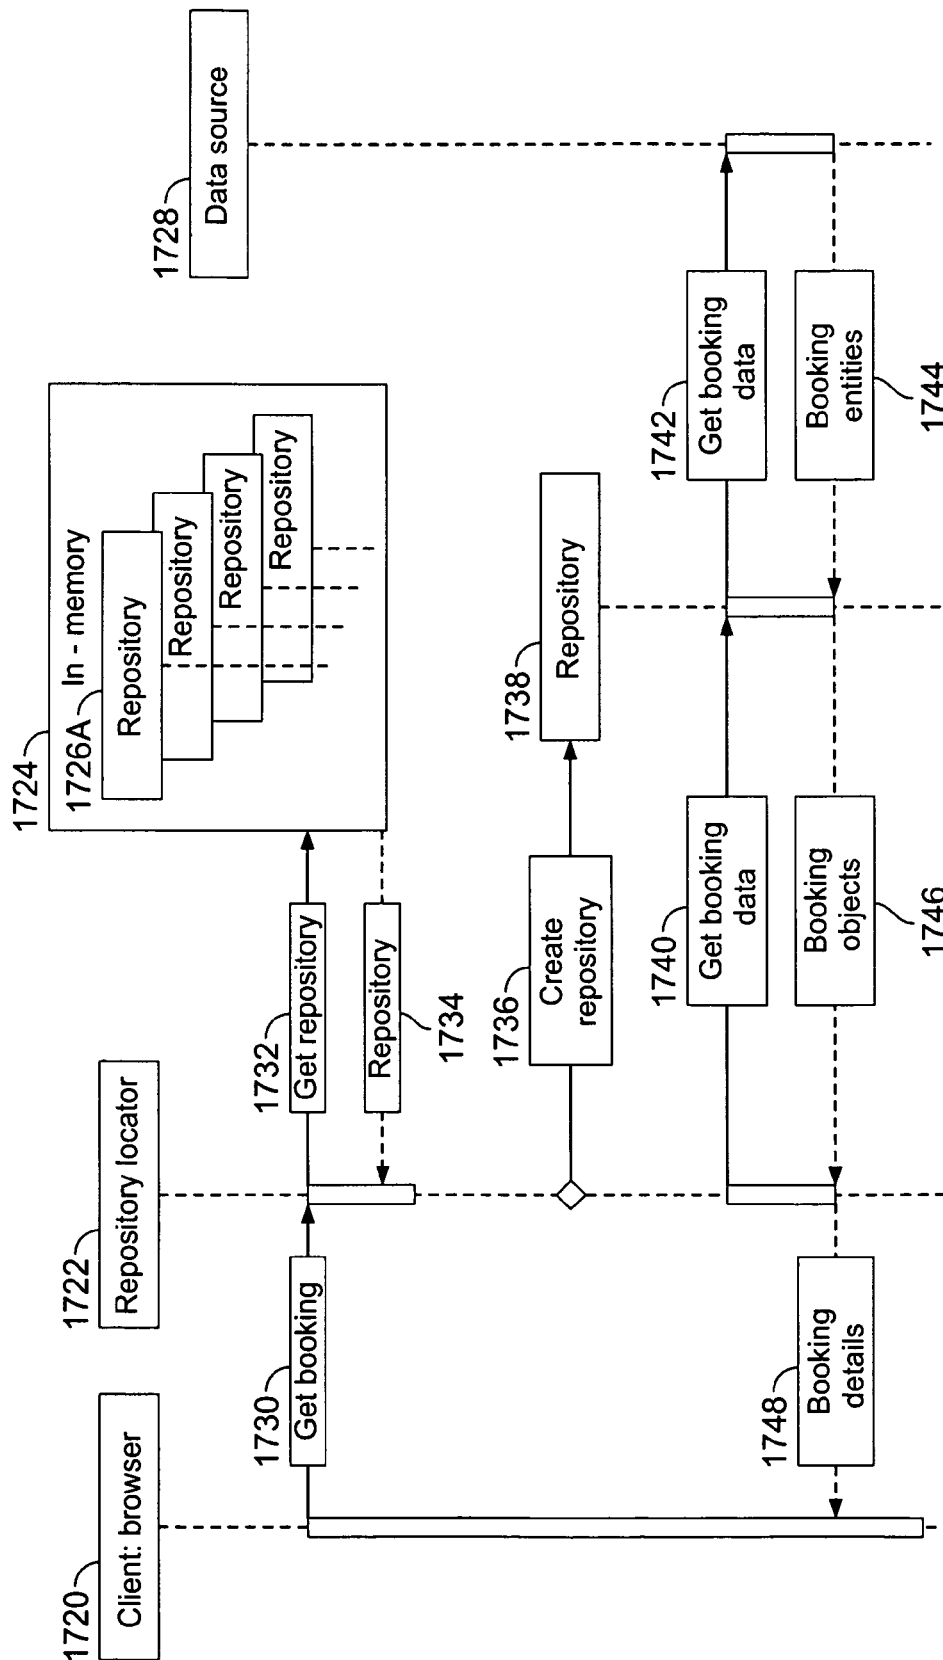 1720
Client: browser
1722
Repository locator
1724
1726A
In - memory
Repository
Repository
Repository
Repository
1728
Data source
1730
Get booking
1732
Get repository
Repository
1734
1736
Create
repository
1738
Repository
1740
Get booking
data
1742
Get booking
data
1748
Booking
details
Booking
objects
1746
Booking
entities
1744